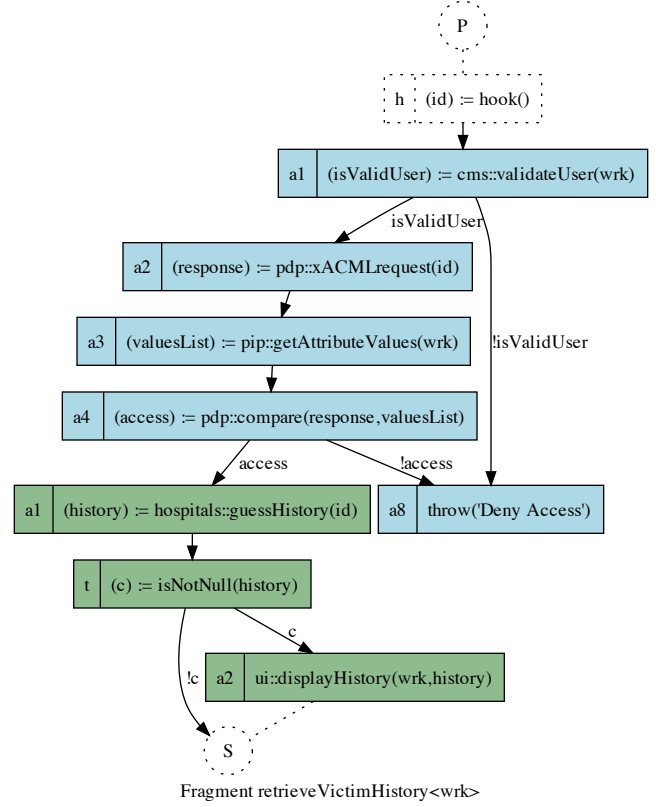 P
h (id) := hook()
a1 (isValidUser) := cms::validateUser(wrk)
isValidUser
a2 (response) := pdp::xACMLrequest(id)
a3 (valuesList) := pip::getAttributeValues(wrk)
!isValidUser
a4 (access) := pdp::compare(response,valuesList)
access
!access
a1 (history) := hospitals::guessHistory(id)
a8 throw('Deny Access')
t (c) := isNotNull(history)
c
!c
a2 ui::displayHistory(wrk,history)
S
Fragment retrieveVictimHistory<wrk>